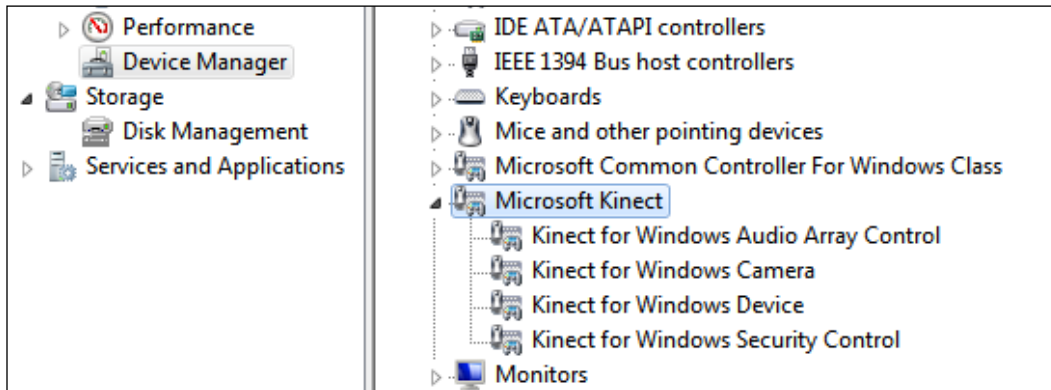 Performance
Device Manager
Storage
Disk Management
Services and Applications
IDE ATA/ATAPI controllers
IEEE 1394 Bus host controllers
Keyboards
Mice and other pointing devices
Microsoft Common Controller For Windows Class
Microsoft Kinect
Kinect for Windows Audio Array Control
Kinect for Windows Camera
Kinect for Windows Device
Kinect for Windows Security Control
Monitors